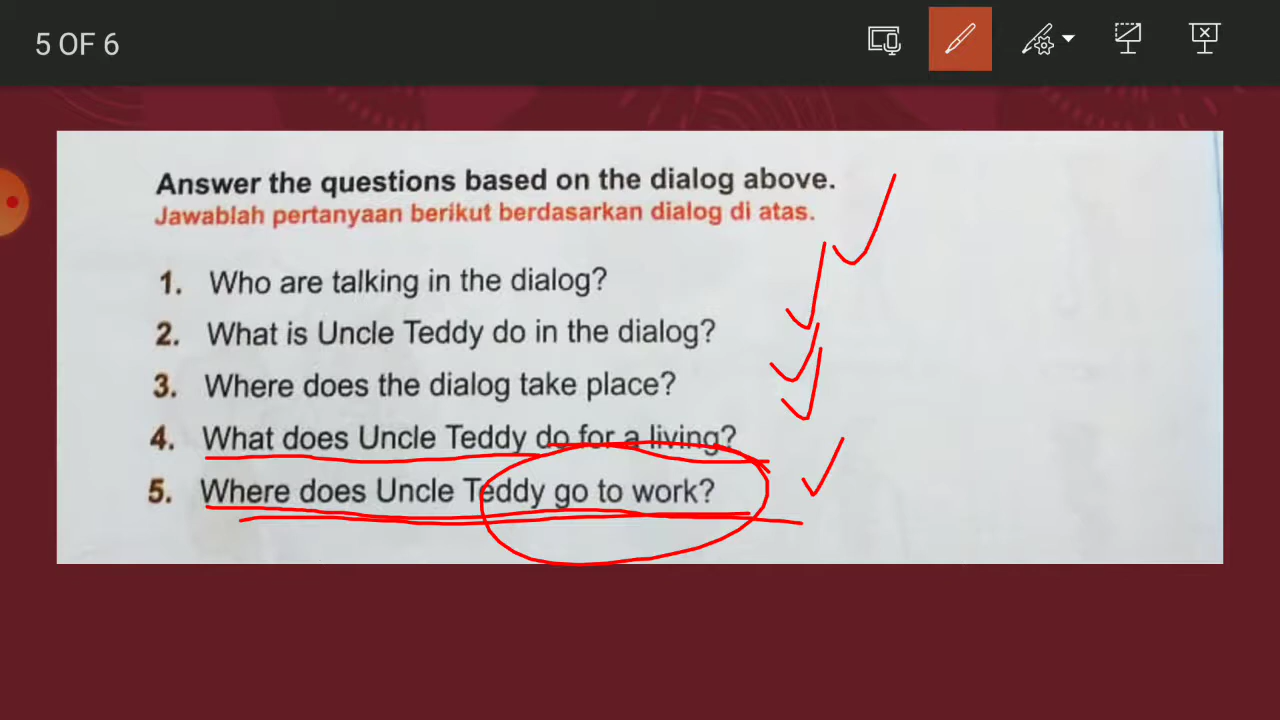 5 OF 6
Answer the questions based on the dialog above.
Jawablah pertanyaan berikut berdasarkan dialog di atas.
1. Who are talking in the dialog?
2. What is Uncle Teddy do in the dialog?
3. Where does the dialog take place?
4. What does Uncle Teddy do for a living?
5. Where does Uncle Teddy go to work?